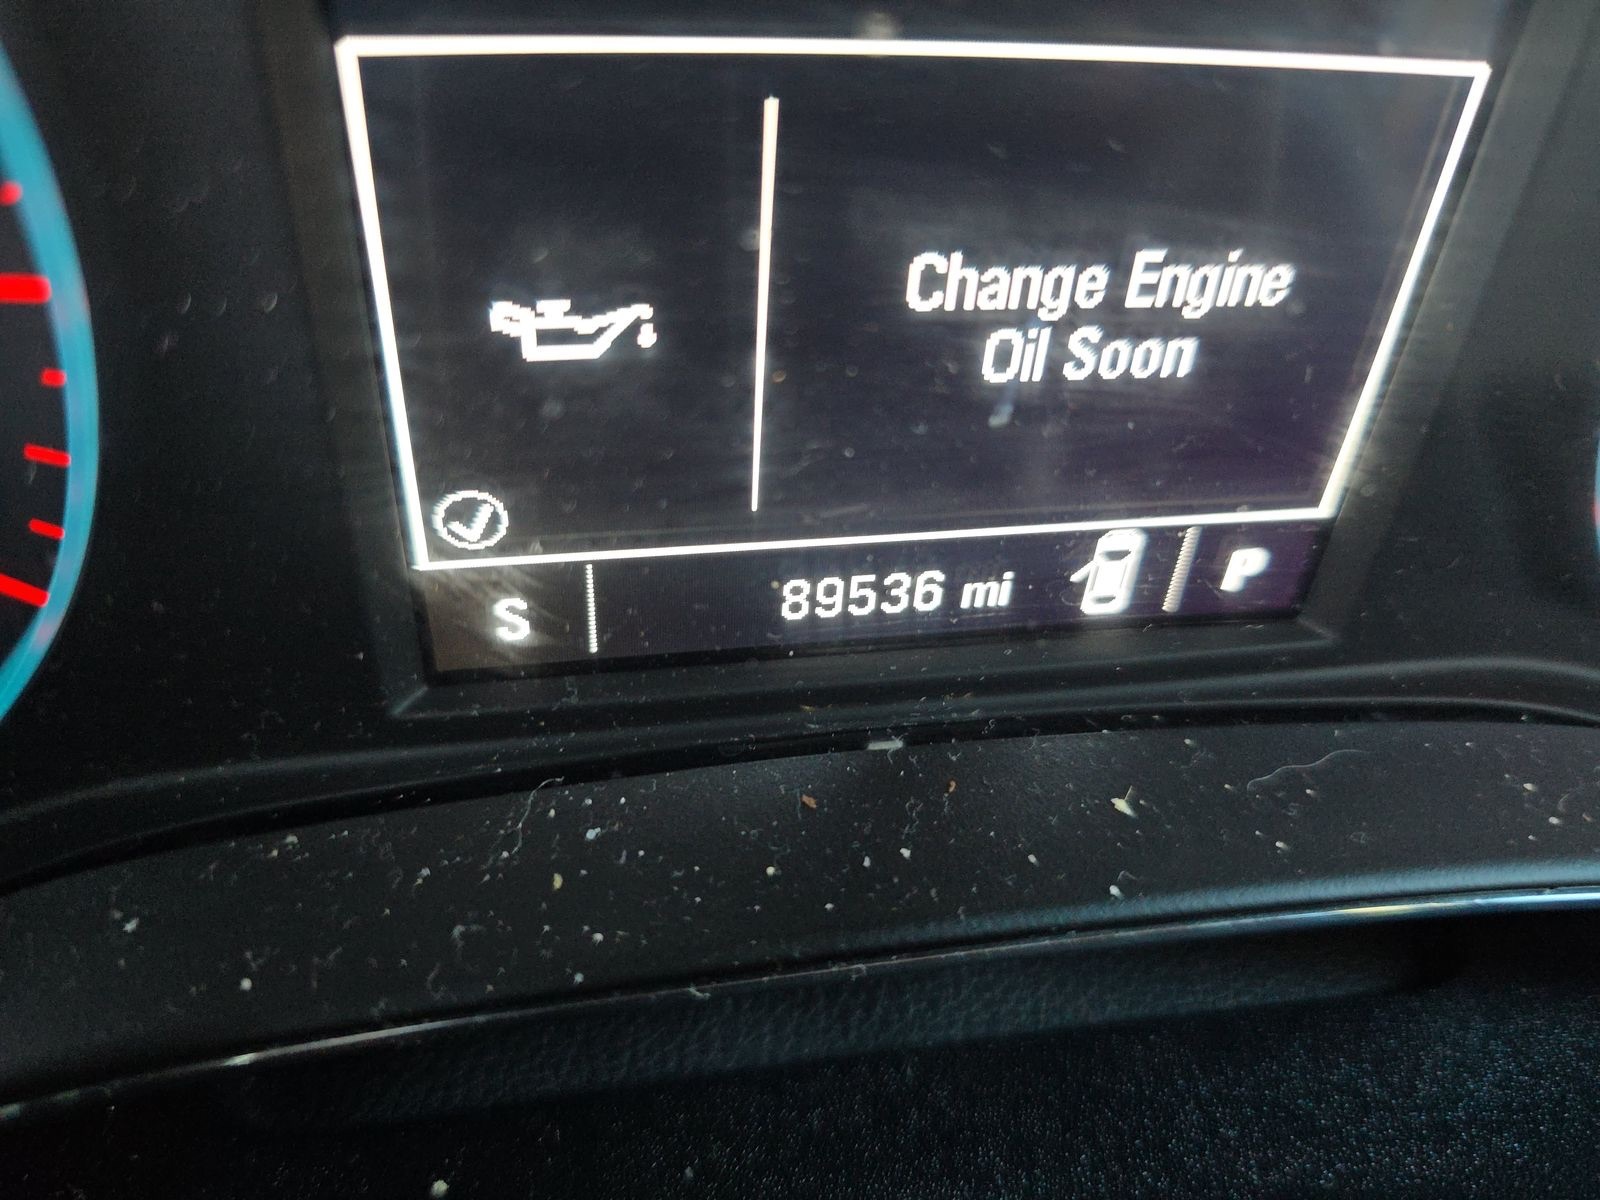 Change Engine
Oil Soon
S
89536 mi
P